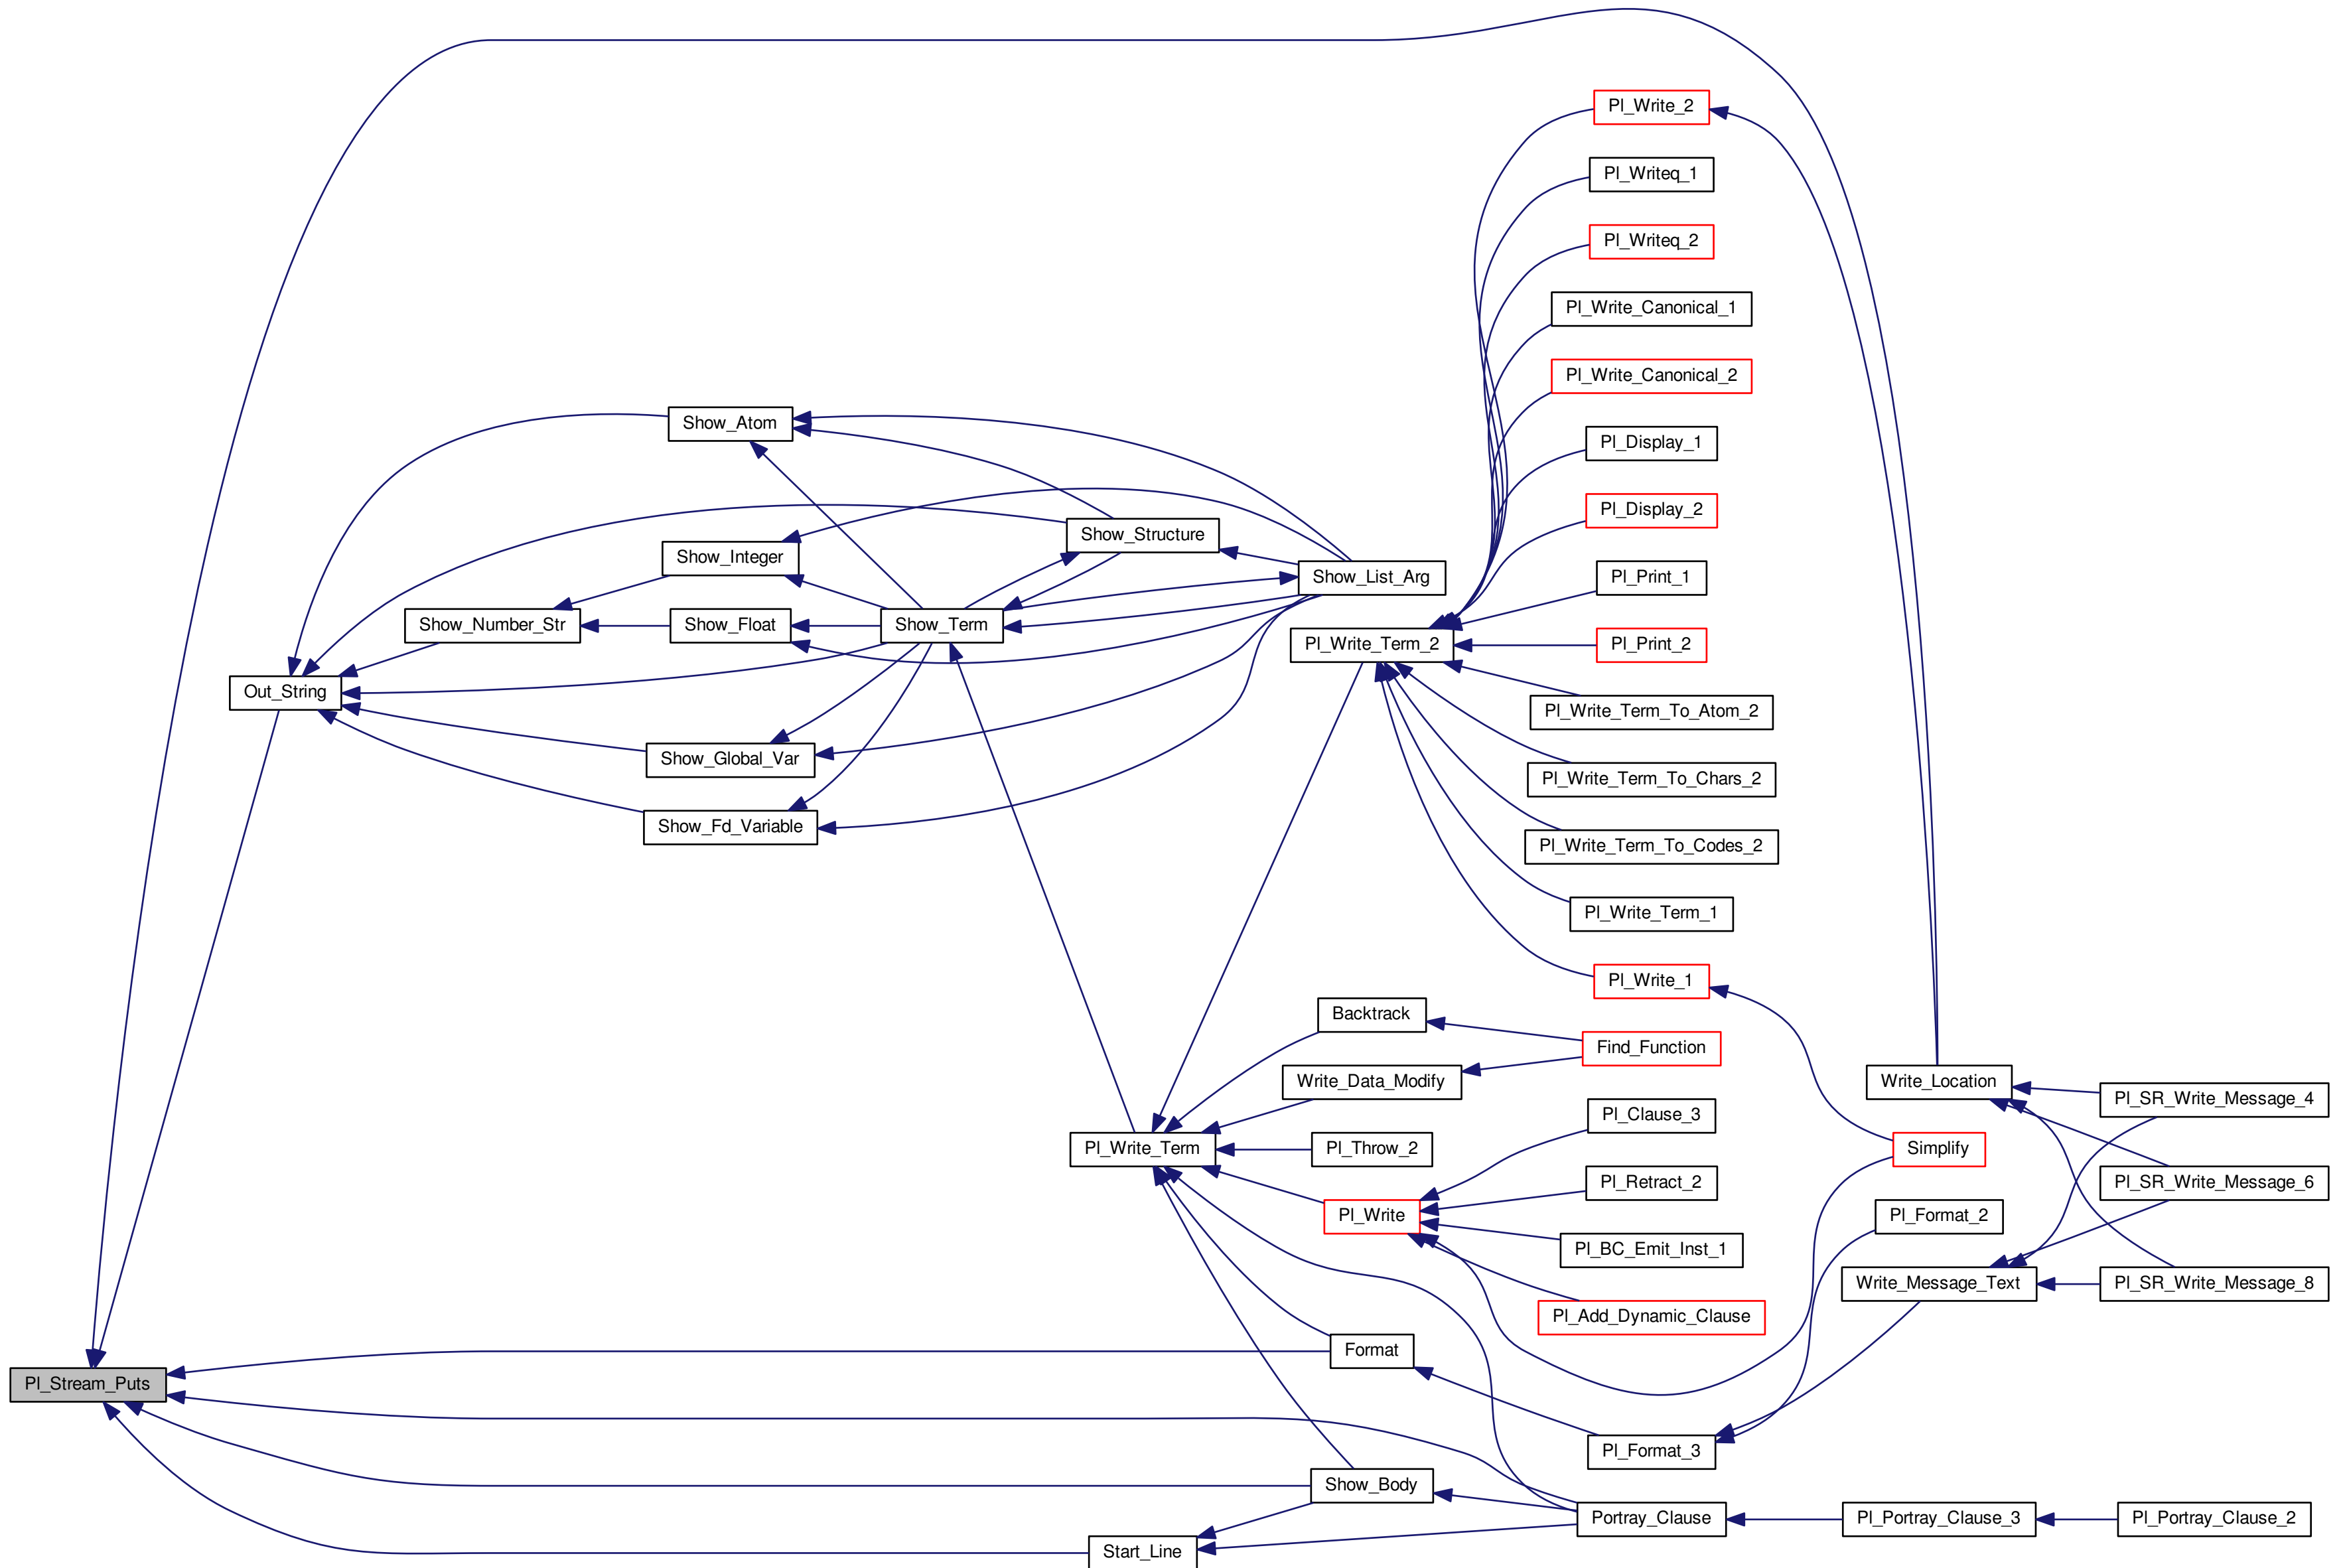 Pl_Write_2
Pl_Writeq_1
Pl_Writeq_2
Pl_Write_Canonical_1
Pl_Write_Canonical_2
Show_Atom
Pl_Display_1
Pl_Display_2
Show_Structure
Show_Integer
Show_List_Arg
Pl_Print_1
Show_Number_Str
Show_Float
Show_Term
Pl_Write_Term_2
Pl_Print_2
Out_String
Pl_Write_Term_To_Atom_2
Show_Global_Var
Pl_Write_Term_To_Chars_2
Show_Fd_Variable
Pl_Write_Term_To_Codes_2
Pl_Write_Term_1
Pl_Write_1
Backtrack
Find_Function
Write_Data_Modify
Write_Location
Pl_SR_Write_Message_4
Pl_Clause_3
Pl_Write_Term
Pl_Throw_2
Simplify
Pl_Retract_2
Pl_SR_Write_Message_6
Pl_Write
Pl_Format_2
Pl_BC_Emit_Inst_1
Write_Message_Text
Pl_SR_Write_Message_8
Pl_Add_Dynamic_Clause
Format
Pl_Stream_Puts
Pl_Format_3
Show_Body
Portray_Clause
Pl_Portray_Clause_3
Pl_Portray_Clause_2
Start_Line